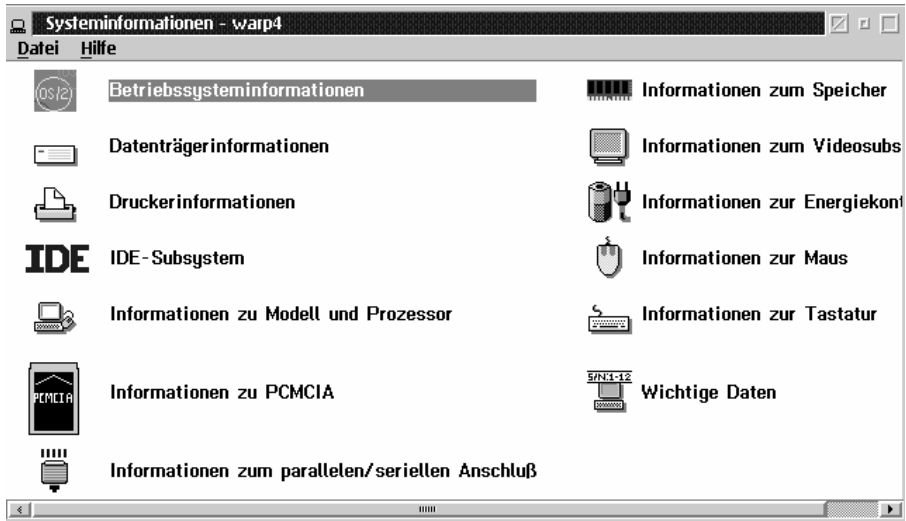 Systeminformationen - warp4
Datei Hilfe
OS/2
Betriebssysteminformationen
Datenträgerinformationen
Druckerinformationen
IDE
IDE-Subsystem
Informationen zu Modell und Prozessor
PCMCIA
Informationen zu PCMCIA
Informationen zum parallelen/seriellen Anschluß
Informationen zum Speicher
Informationen zum Videosubs
Informationen zur Energiekont
Informationen zur Maus
Informationen zur Tastatur
S/N:1-12
Wichtige Daten